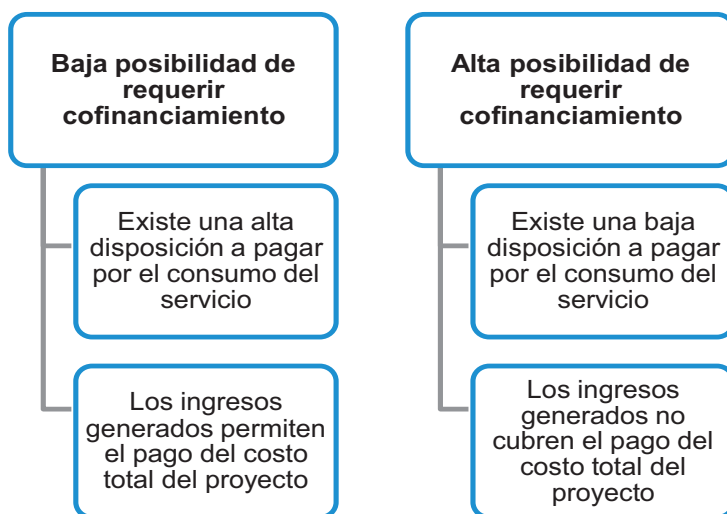 Baja posibilidad de
requerir
cofinanciamiento
Existe una alta
disposición a pagar
por el consumo del
servicio
Los ingresos
generados permiten
el pago del costo
total del proyecto
Alta posibilidad de
requerir
cofinanciamiento
Existe una baja
disposición a pagar
por el consumo del
servicio
Los ingresos
generados no
cubren el pago del
costo total del
proyecto